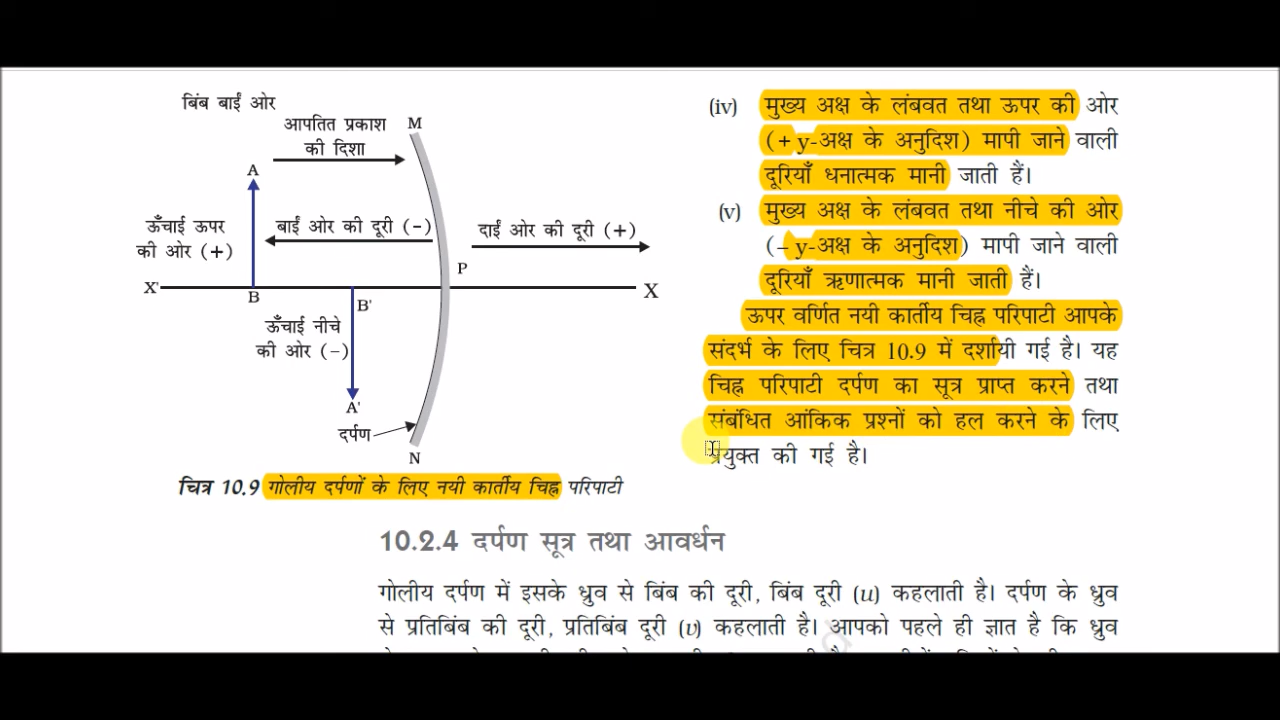 बिंब बाईं ओर
आपतित प्रकाश
की दिशा
M
A
ऊँचाई ऊपर
की ओर (+)
बाईं ओर की दूरी (–)
दाईं ओर की दूरी (+)
P
X'
B
B'
X
ऊँचाई नीचे
की ओर (–)
A'
दर्पण
N
चित्र 10.9 गोलीय दर्पणों के लिए नयी कार्तीय चिह्न परिपाटी
(iv) मुख्य अक्ष के लंबवत तथा ऊपर की ओर
(+ y-अक्ष के अनुदिश) मापी जाने वाली
दूरियाँ धनात्मक मानी जाती हैं।
(v) मुख्य अक्ष के लंबवत तथा नीचे की ओर
(– y-अक्ष के अनुदिश) मापी जाने वाली
दूरियाँ ऋणात्मक मानी जाती हैं।
ऊपर वर्णित नयी कार्तीय चिह्न परिपाटी आपके
संदर्भ के लिए चित्र 10.9 में दर्शायी गई है। यह
चिह्न परिपाटी दर्पण का सूत्र प्राप्त करने तथा
संबंधित आंकिक प्रश्नों को हल करने के लिए
प्रयुक्त की गई है।
10.2.4 दर्पण सूत्र तथा आवर्धन
गोलीय दर्पण में इसके ध्रुव से बिंब की दूरी, बिंब दूरी (u) कहलाती है। दर्पण के ध्रुव
से प्रतिबिंब की दूरी, प्रतिबिंब दूरी (v) कहलाती है। आपको पहले ही ज्ञात है कि ध्रुव